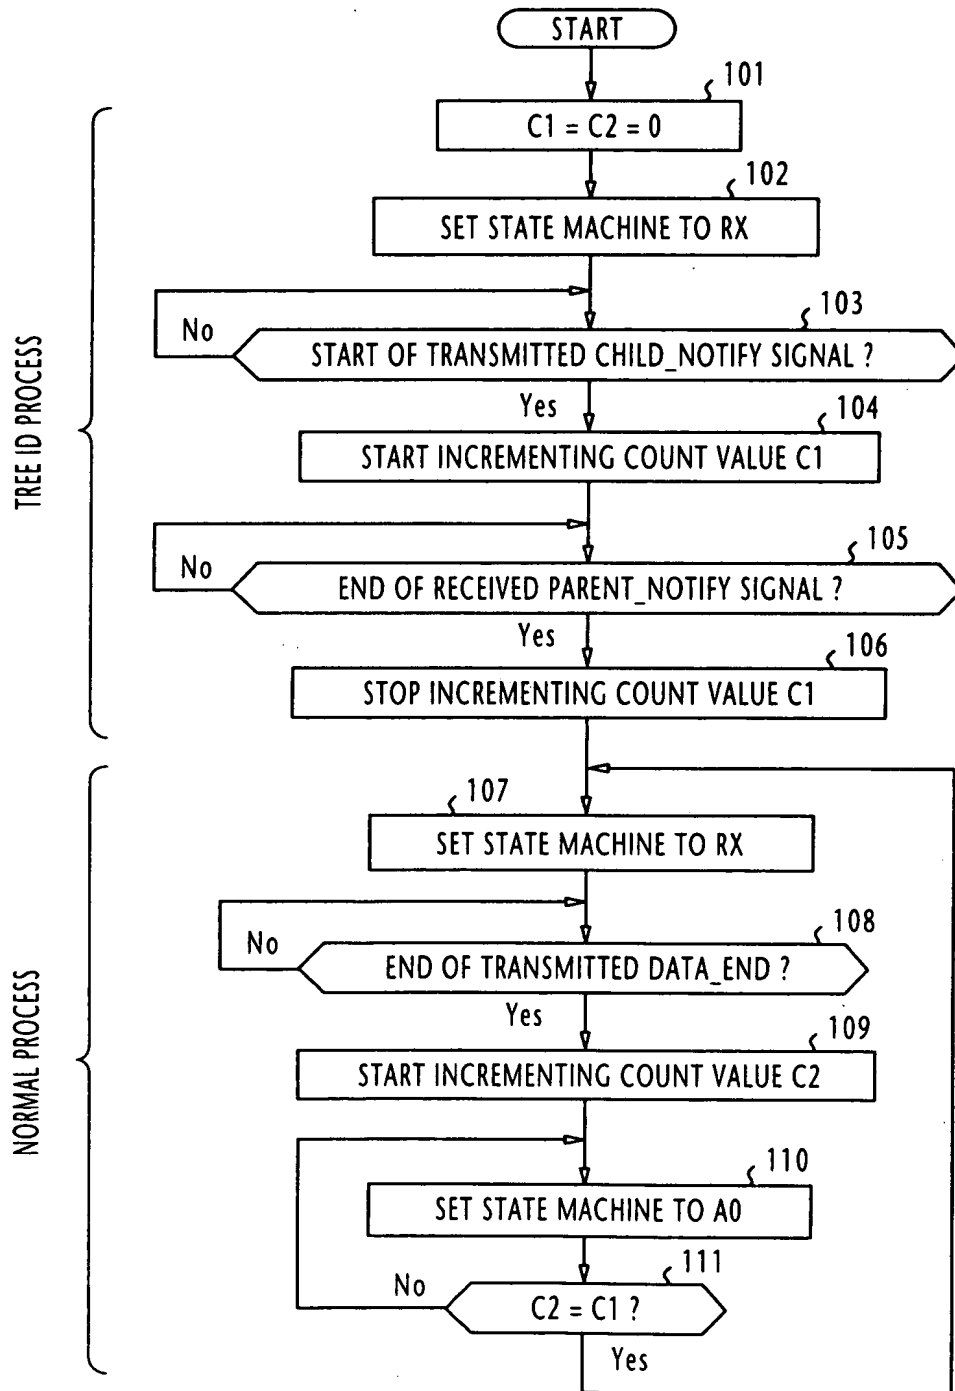 START
101
C1 = C2 = 0
102
SET STATE MACHINE TO RX
103
No
START OF TRANSMITTED CHILD_NOTIFY SIGNAL ?
Yes
104
START INCREMENTING COUNT VALUE C1
105
No
END OF RECEIVED PARENT_NOTIFY SIGNAL ?
Yes
106
STOP INCREMENTING COUNT VALUE C1
TREE ID PROCESS
107
SET STATE MACHINE TO RX
108
No
END OF TRANSMITTED DATA_END ?
Yes
109
START INCREMENTING COUNT VALUE C2
110
SET STATE MACHINE TO A0
111
No
C2 = C1 ?
Yes
NORMAL PROCESS